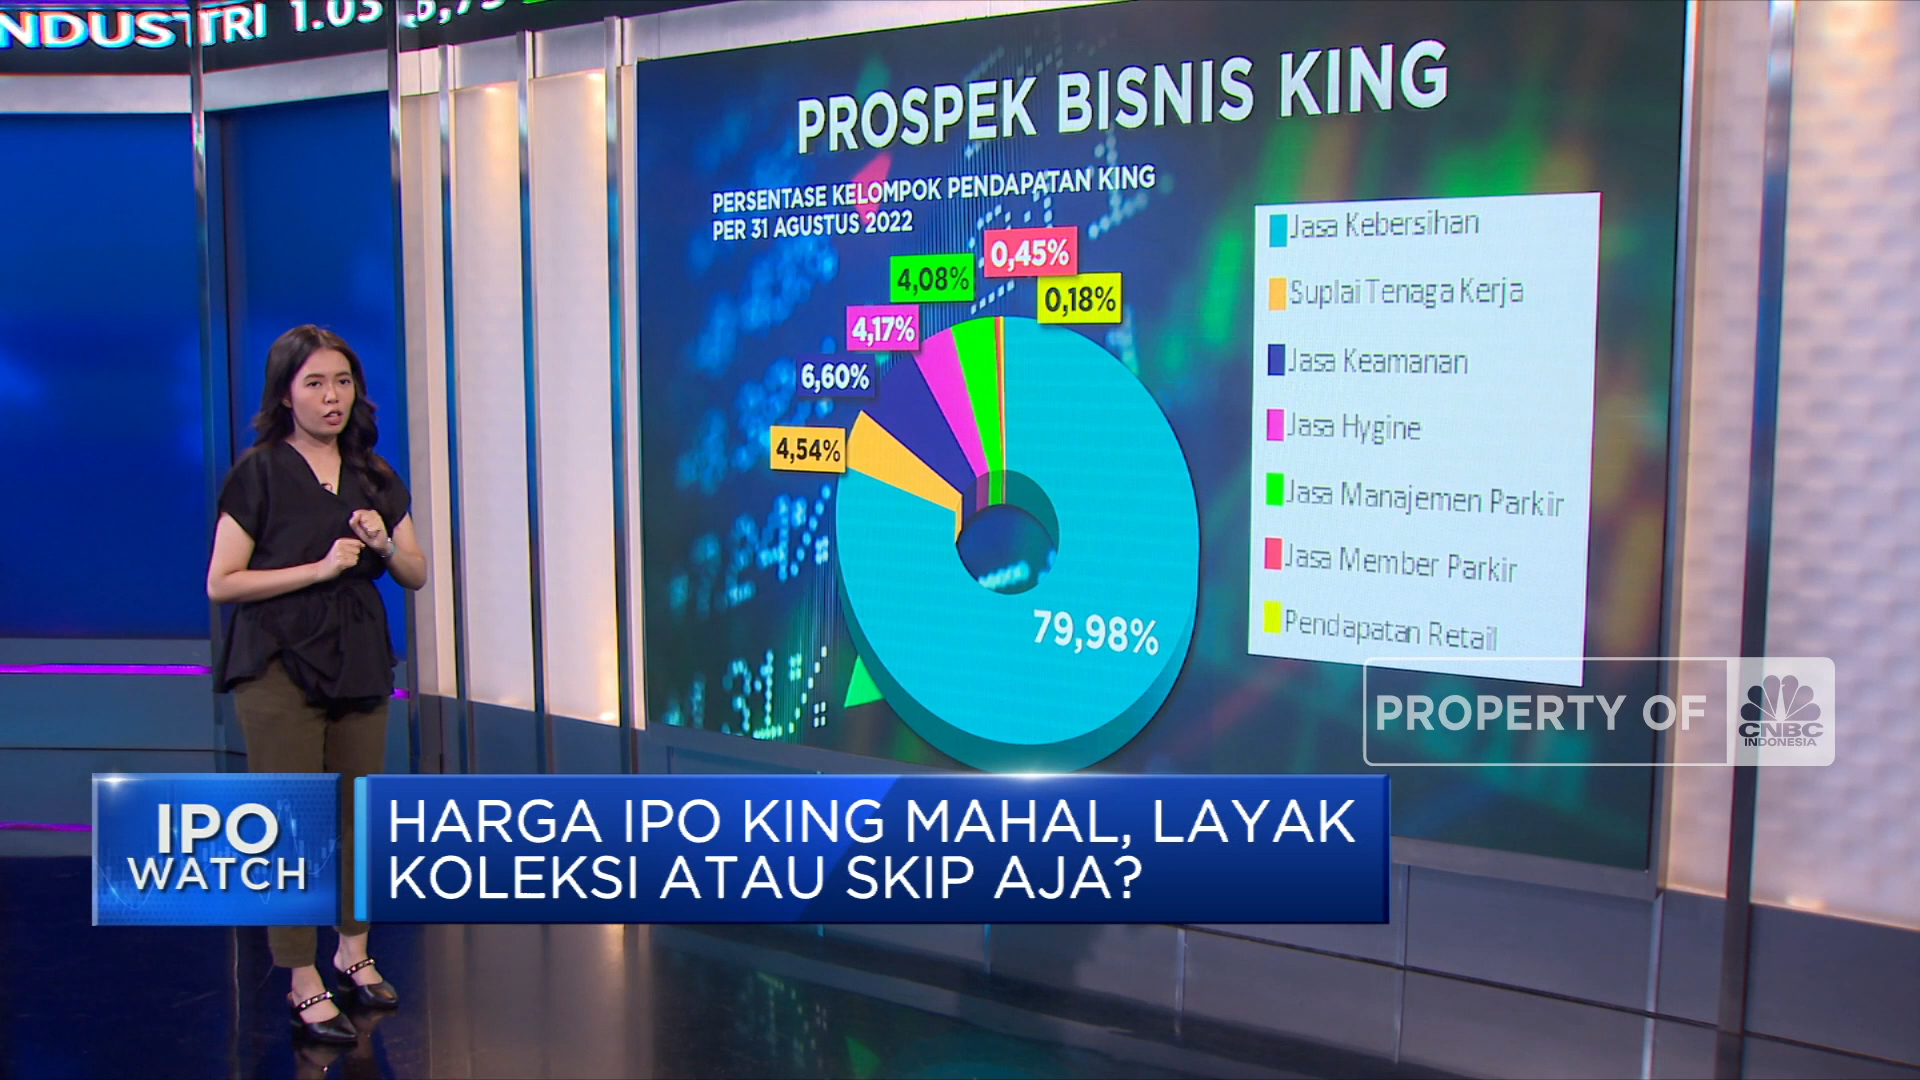 NDUSTRI 1.03
PROSPEK BISNIS KING
PERSENTASE KELOMPOK PENDAPATAN KING
PER 31 AGUSTUS 2022
0,45%
4,08%
0,18%
4,17%
6,60%
4,54%
79,98%
Jasa Kebersihan
Suplai Tenaga Kerja
Jasa Keamanan
Jasa Hygine
Jasa Manajemen Parkir
Jasa Member Parkir
Pendapatan Retail
PROPERTY OF
CNBC
INDONESIA
IPO
WATCH
HARGA IPO KING MAHAL, LAYAK
KOLEKSI ATAU SKIP AJA?